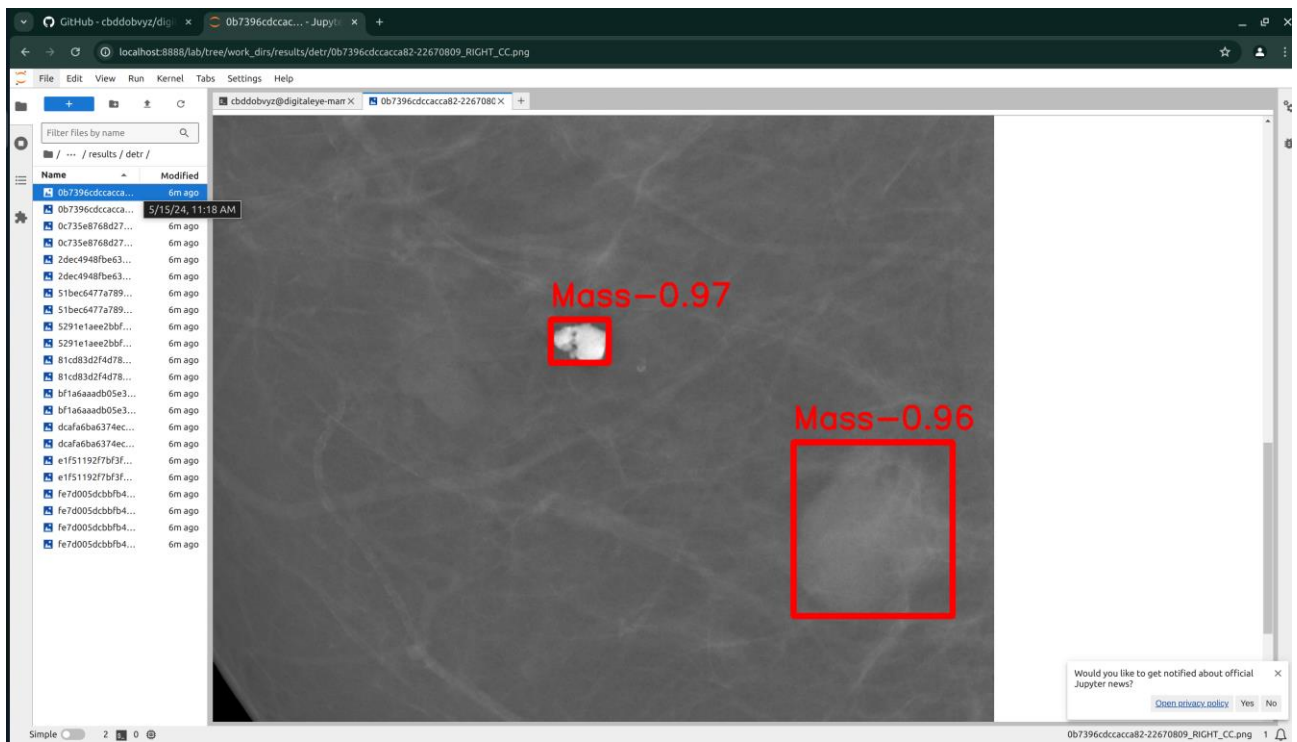 GitHub - cbddobvyz/digi
0b7396cdccac... - Jupyt
localhost:8888/lab/tree/work_dirs/results/detr/0b7396cdccacca82-22670809_RIGHT_CC.png
File Edit View Run Kernel Tabs Settings Help
cbddobvyz@digitaleye-mam
0b7396cdccacca82-226708
Filter files by name
/ ··· / results / detr /
Name Modified
0b7396cdccacca... 6m ago
0b7396cdccacca...
5/15/24, 11:18 AM
0c735e8768d27... 6m ago
0c735e8768d27... 6m ago
2dec4948fbe63... 6m ago
2dec4948fbe63... 6m ago
51bec6477a789... 6m ago
51bec6477a789... 6m ago
5291e1aee2bbf... 6m ago
5291e1aee2bbf... 6m ago
81cd83d2f4d78... 6m ago
81cd83d2f4d78... 6m ago
bf1a6aaadb05e3... 6m ago
bf1a6aaadb05e3... 6m ago
dcafa6ba6374ec... 6m ago
dcafa6ba6374ec... 6m ago
e1f51192f7bf3f... 6m ago
e1f51192f7bf3f... 6m ago
fe7d005dcbbfb4... 6m ago
fe7d005dcbbfb4... 6m ago
fe7d005dcbbfb4... 6m ago
fe7d005dcbbfb4... 6m ago
Mass-0.97
Mass-0.96
Would you like to get notified about official
Jupyter news?
Open privacy policy Yes No
Simple 2 0
0b7396cdccacca82-22670809_RIGHT_CC.png 1